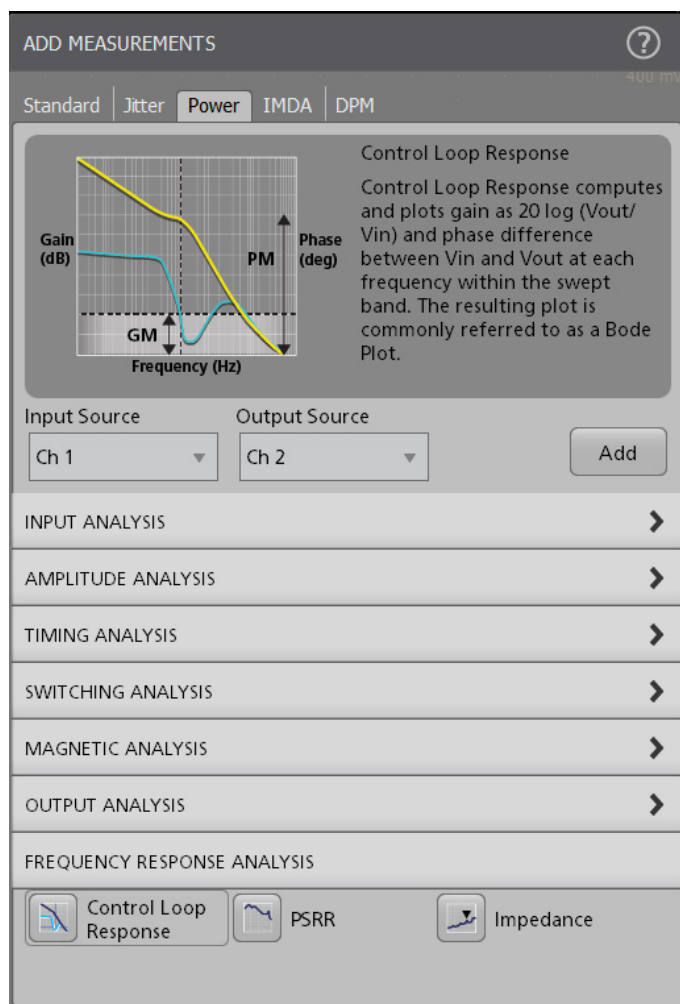 ADD MEASUREMENTS
?
400 mV
Standard Jitter Power IMDA DPM
Gain
(dB)
PM
Phase
(deg)
GM
Frequency (Hz)
Control Loop Response
Control Loop Response computes
and plots gain as 20 log (Vout/
Vin) and phase difference
between Vin and Vout at each
frequency within the swept
band. The resulting plot is
commonly referred to as a Bode
Plot.
Input Source
Output Source
Ch 1
Ch 2
Add
INPUT ANALYSIS
AMPLITUDE ANALYSIS
TIMING ANALYSIS
SWITCHING ANALYSIS
MAGNETIC ANALYSIS
OUTPUT ANALYSIS
FREQUENCY RESPONSE ANALYSIS
Control Loop
Response
PSRR
Impedance